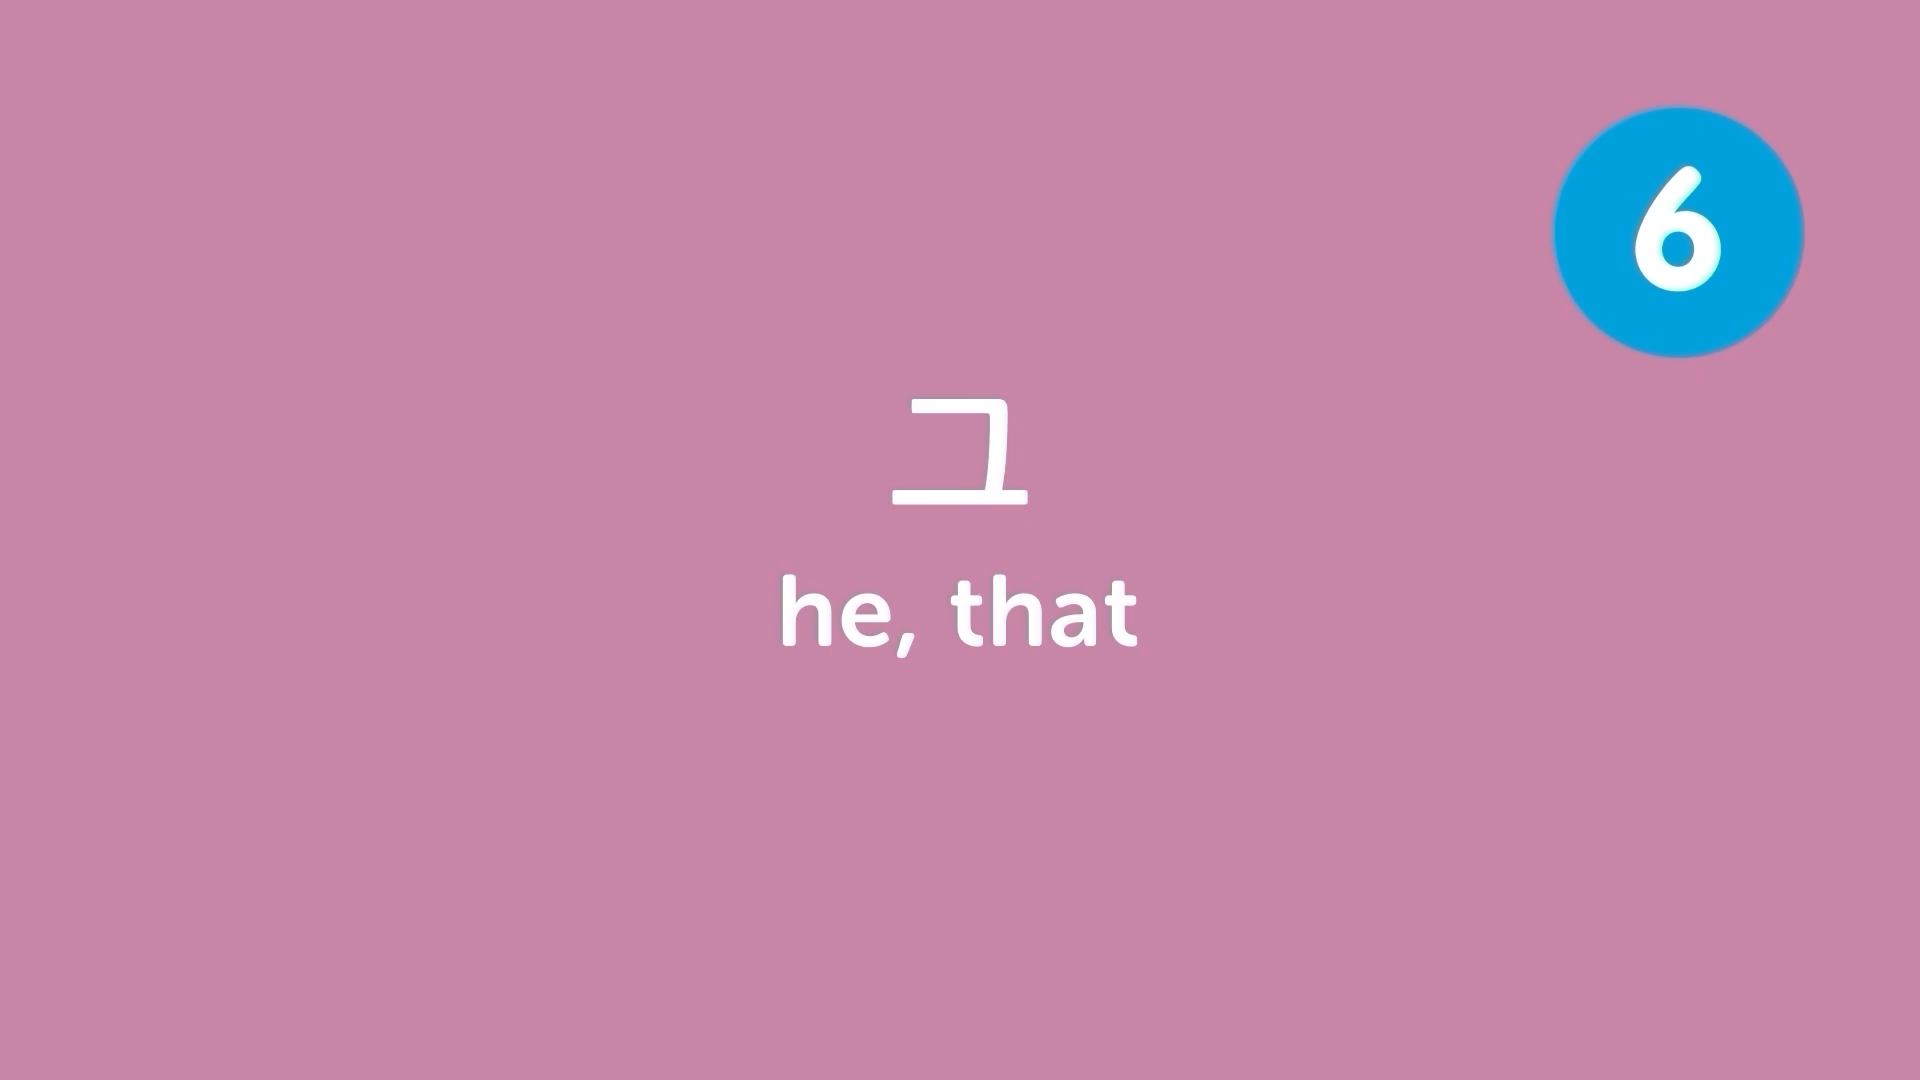 6
그
he, that